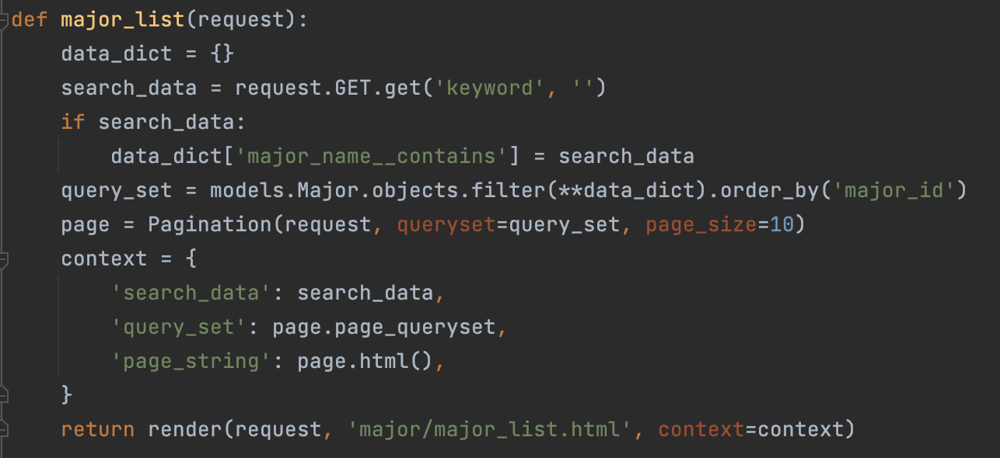 def major_list(request):
    data_dict = {}
    search_data = request.GET.get('keyword', '')
    if search_data:
        data_dict['major_name__contains'] = search_data
    query_set = models.Major.objects.filter(**data_dict).order_by('major_id')
    page = Pagination(request, queryset=query_set, page_size=10)
    context = {
        'search_data': search_data,
        'query_set': page.page_queryset,
        'page_string': page.html(),
    }
    return render(request, 'major/major_list.html', context=context)